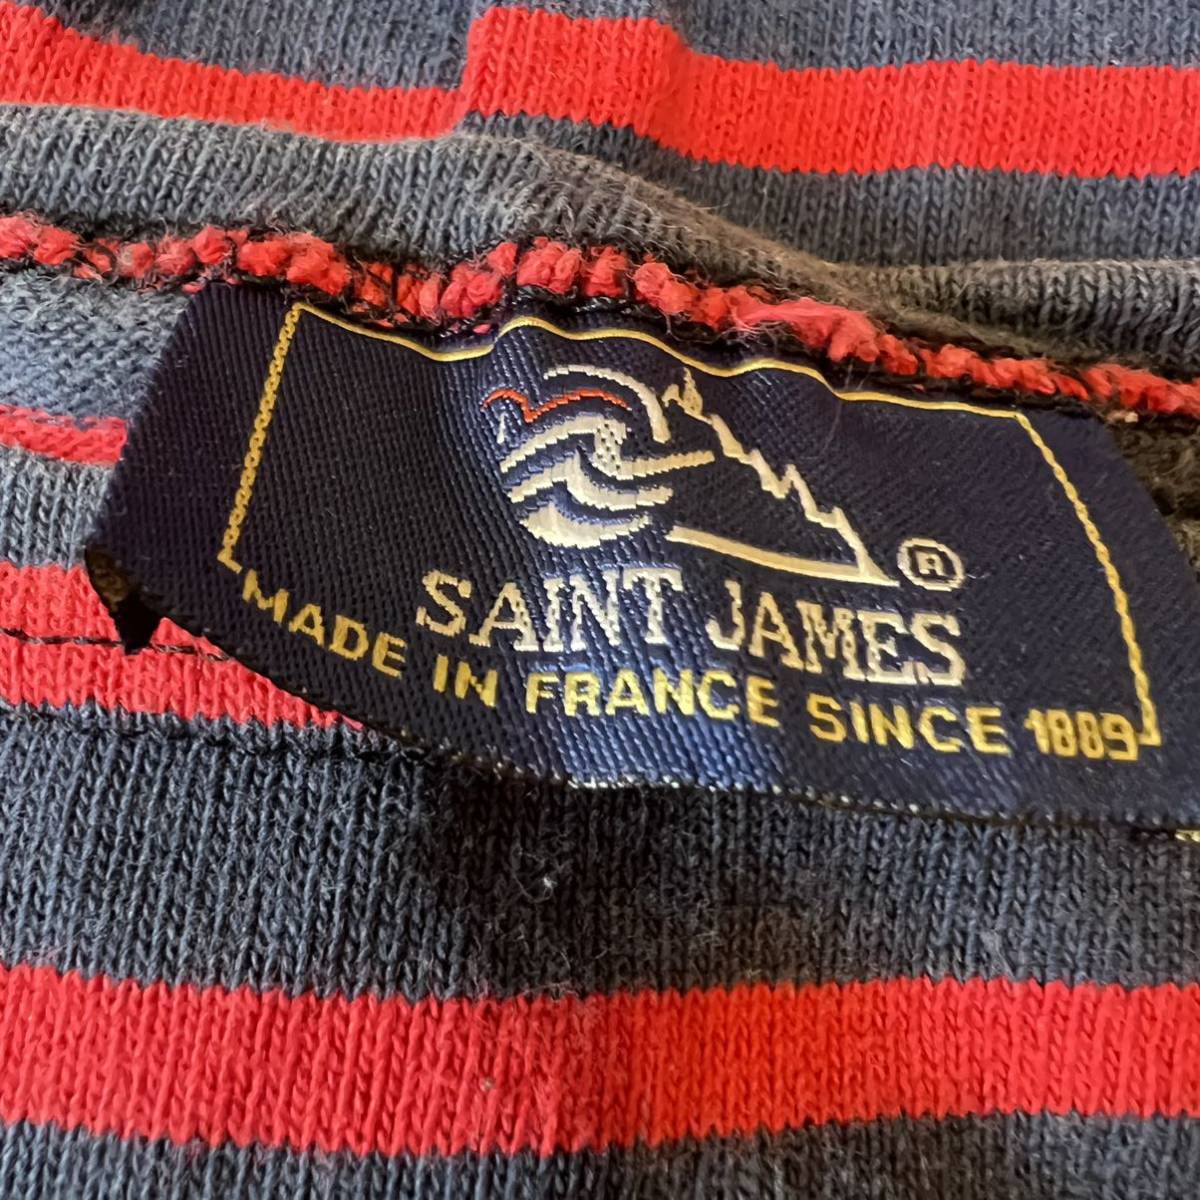 ®
SAINT JAMES
MADE IN FRANCE SINCE 1889